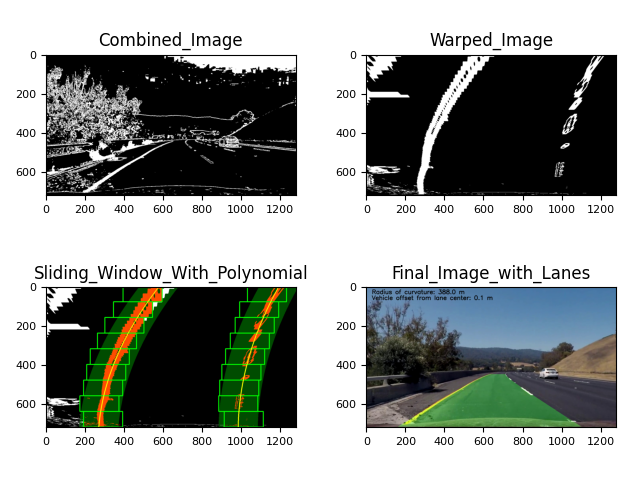 Combined_Image
Warped_Image
0
200
400
600
0 200 400 600 800 1000 1200
0
200
400
600
0 200 400 600 800 1000 1200
Sliding_Window_With_Polynomial
Final_Image_with_Lanes
0
200
400
600
0 200 400 600 800 1000 1200
Radius of curvature: 388.0 m
Vehicle offset from lane center: 0.1 m
0
200
400
600
0 200 400 600 800 1000 1200